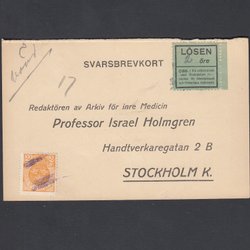 LÖSEN
öre
SVARSBREVKORT
17
Redaktören av Arkiv för inre Medicin
Professor Israel Holmgren
Handtverkaregatan 2 B
STOCKHOLM K.